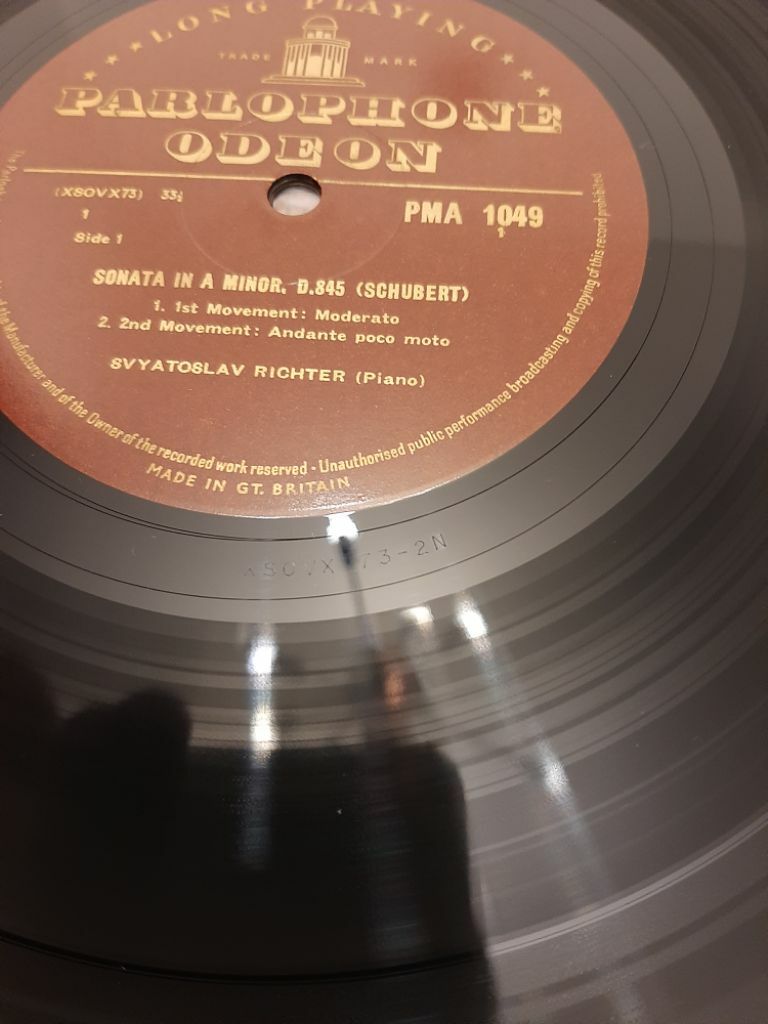 LONG PLAYING
TRADE MARK
PARLOPHONE
ODEON
(XSOVX73) 33⅓
PMA 1049
1
1
Side 1
SONATA IN A MINOR, D.845 (SCHUBERT)
1. 1st Movement: Moderato
2. 2nd Movement: Andante poco moto
SVYATOSLAV RICHTER (Piano)
the Manufacturer and of the Owner of the recorded work reserved - Unauthorised public performance broadcasting and copying of this record prohibited
MADE IN GT. BRITAIN
XSOVX 73-2N